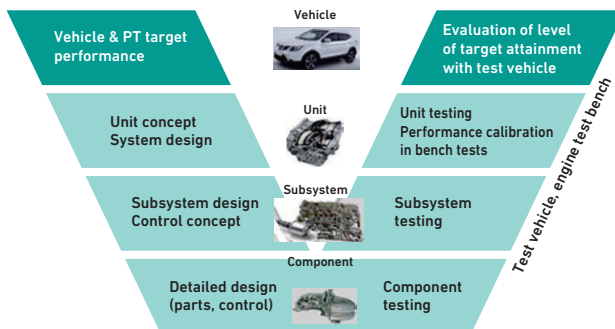 Vehicle
Vehicle & PT target
performance
Evaluation of level
of target attainment
with test vehicle
Unit
Unit concept
System design
Unit testing
Performance calibration
in bench tests
Subsystem
Subsystem design
Control concept
Subsystem
testing
Component
Detailed design
(parts, control)
Component
testing
Test vehicle, engine test bench